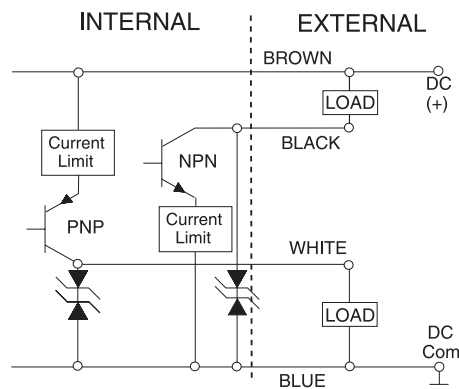 INTERNAL
EXTERNAL
BROWN
DC
(+)
LOAD
BLACK
Current
Limit
NPN
Current
Limit
PNP
WHITE
LOAD
DC
Com
BLUE